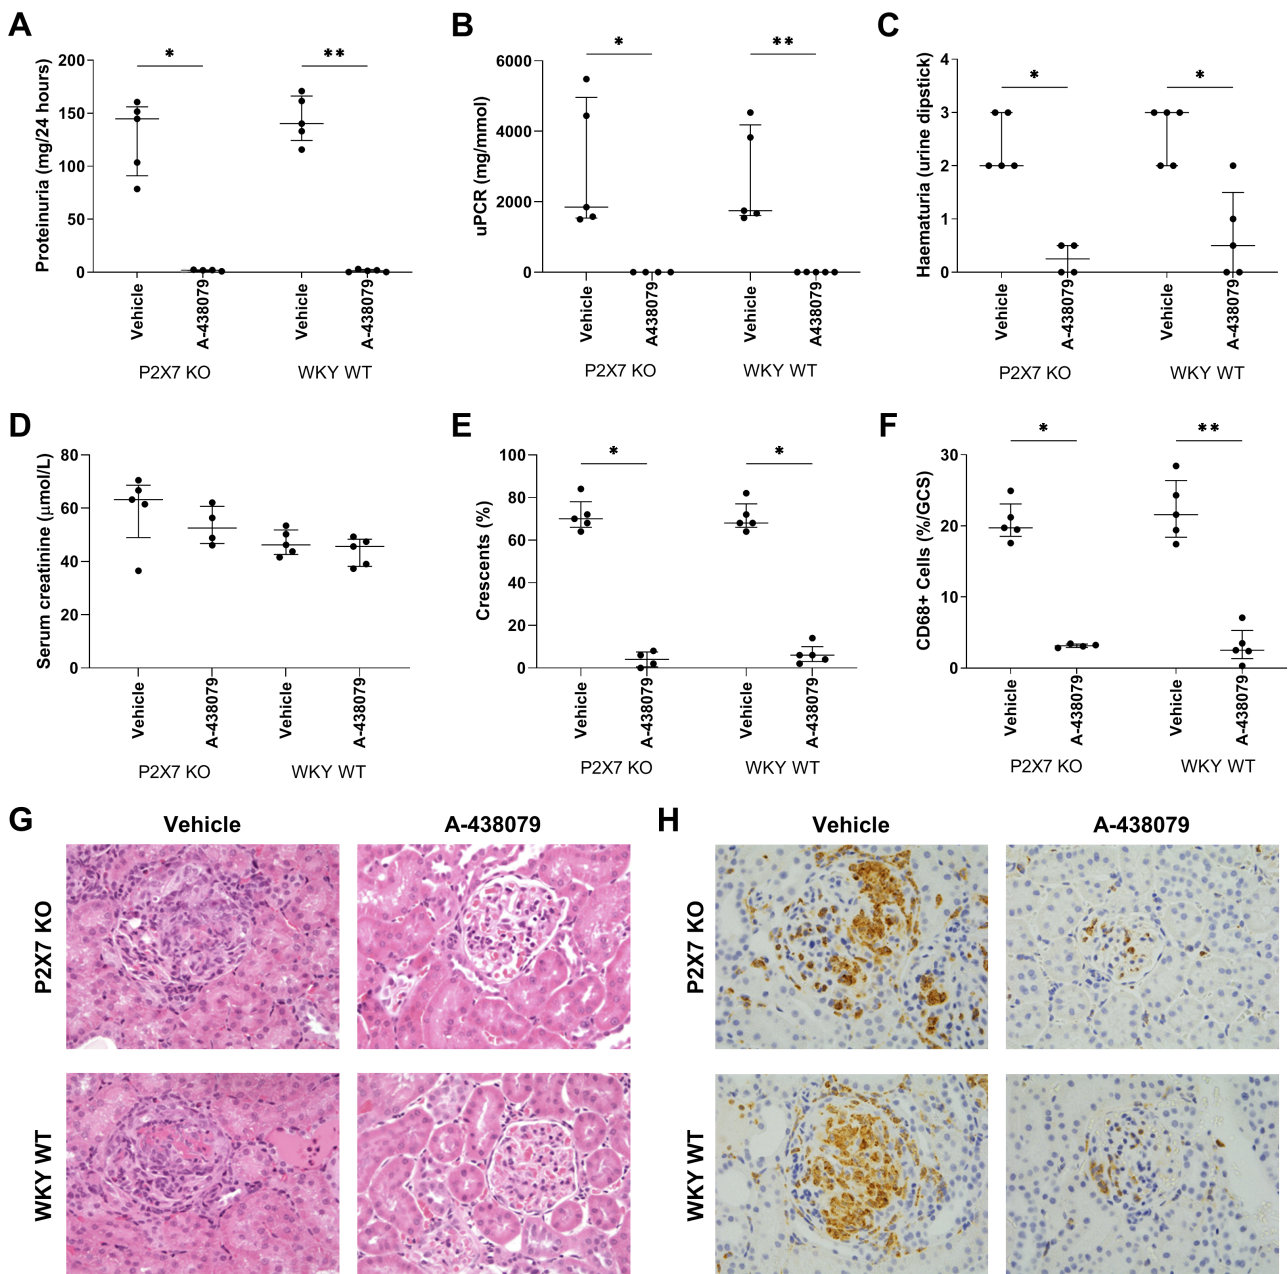 A
Proteinuria (mg/24 hours)
200
150
100
50
0
*
**
Vehicle
A-438079
Vehicle
A-438079
P2X7 KO
WKY WT
B
uPCR (mg/mmol)
6000
4000
2000
0
*
**
Vehicle
A438079
Vehicle
A438079
P2X7 KO
WKY WT
C
Haematuria (urine dipstick)
4
3
2
1
0
*
*
Vehicle
A-438079
Vehicle
A-438079
P2X7 KO
WKY WT
D
Serum creatinine (μmol/L)
80
60
40
20
0
Vehicle
A-438079
Vehicle
A-438079
P2X7 KO
WKY WT
E
Crescents (%)
100
80
60
40
20
0
*
*
Vehicle
A-438079
Vehicle
A-438079
P2X7 KO
WKY WT
F
CD68+ Cells (%/GCS)
30
20
10
0
*
**
Vehicle
A-438079
Vehicle
A-438079
P2X7 KO
WKY WT
G
Vehicle
A-438079
P2X7 KO
WKY WT
H
Vehicle
A-438079
P2X7 KO
WKY WT